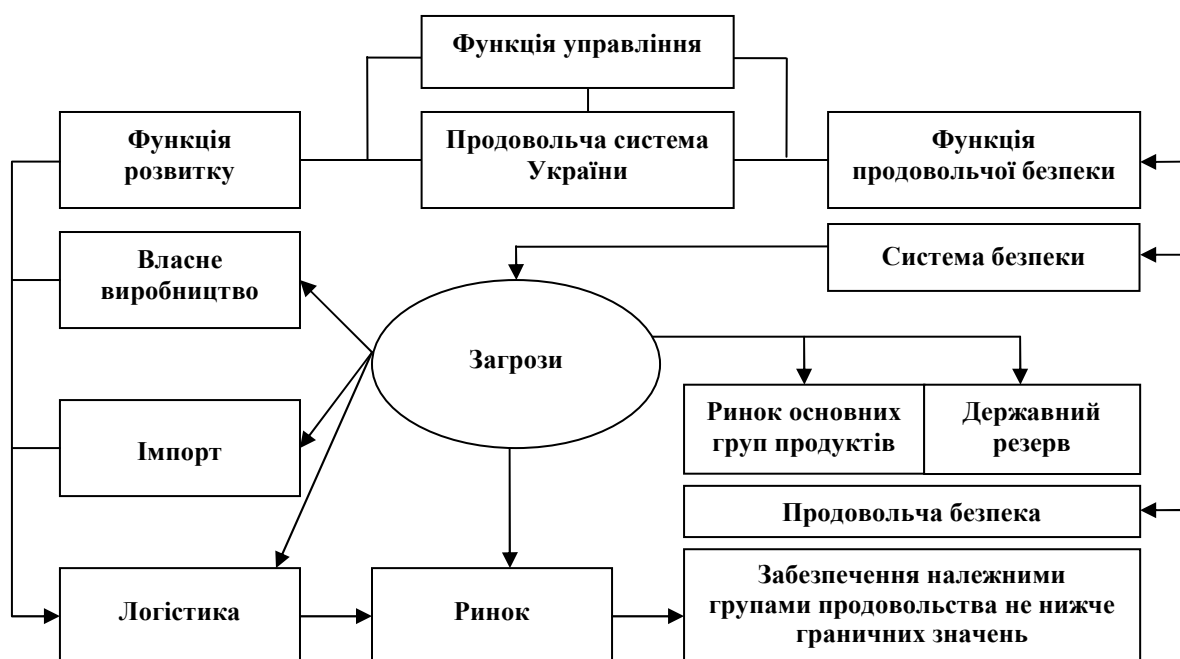 Функція управління
Функція
розвитку
Продовольча система
України
Функція
продовольчої безпеки
Система безпеки
Власне
виробництво
Загрози
Ринок основних
груп продуктів
Державний
резерв
Імпорт
Продовольча безпека
Логістика
Ринок
Забезпечення належними
групами продовольства не нижче
граничних значень